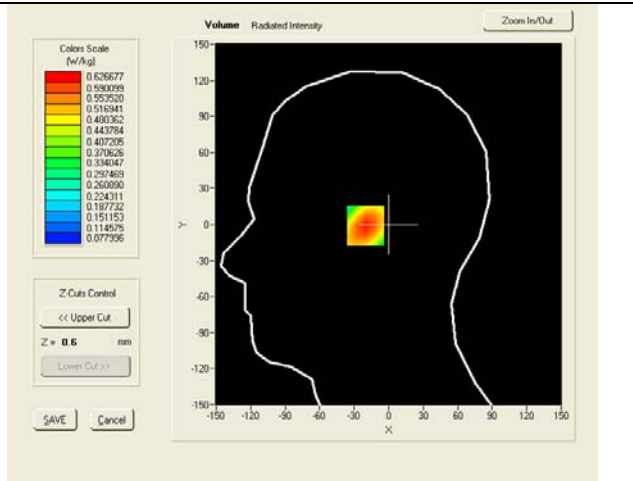 Volume Radiated Intensity
Zoom In/Out
Colors Scale
(W/kg)
0.626677
0.590099
0.553520
0.516941
0.480362
0.443784
0.407205
0.370626
0.334047
0.297469
0.260890
0.224311
0.187732
0.151153
0.114575
0.077996
Z-Cuts Control
<< Upper Cut
Z = 0.6 mm
Lower Cut >>
SAVE Cancel
150
120
90
60
30
0
-30
-60
-90
-120
-150
Y
-150 -120 -90 -60 -30 0 30 60 90 120 150
X